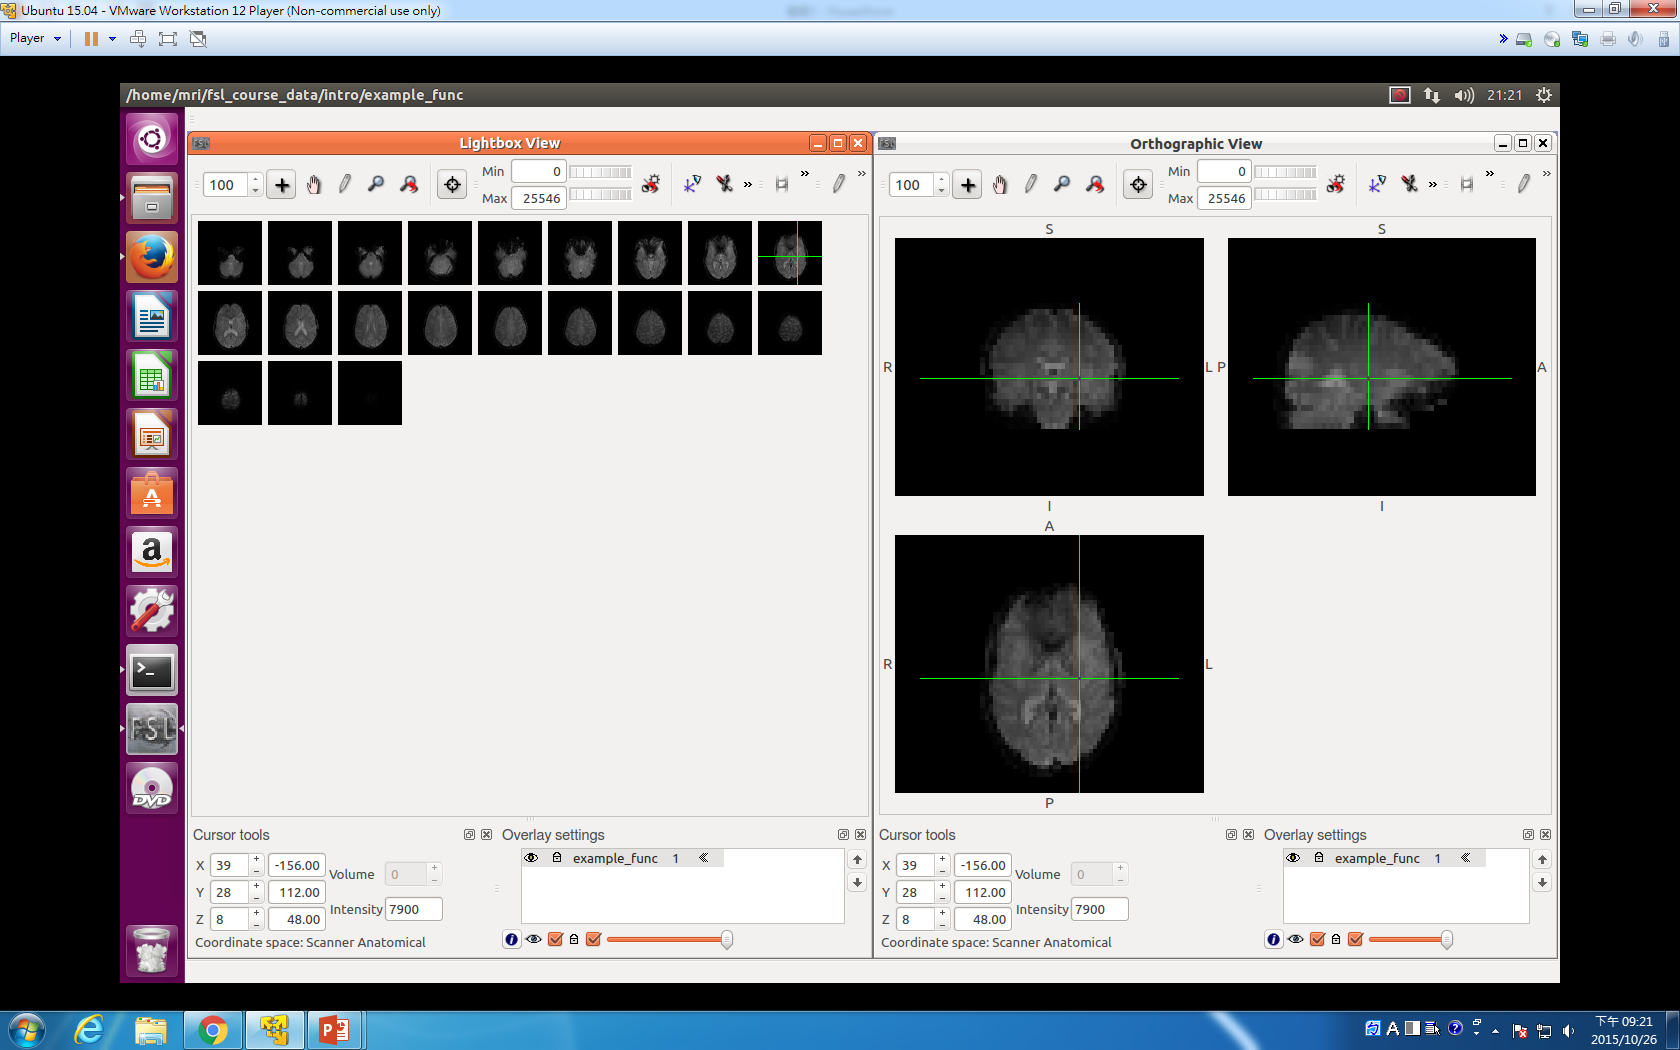 Ubuntu 15.04 - VMware Workstation 12 Player (Non-commercial use only)
Player
/home/mri/fsl_course_data/intro/example_func
21:21
FSL
Lightbox View
FSL
Orthographic View
100
Min 0
Max 25546
100
Min 0
Max 25546
S
S
R
L P
A
I
I
A
R
L
P
Cursor tools
Overlay settings
X 39 -156.00
Y 28 112.00
Z 8 48.00
Volume 0
Intensity 7900
Coordinate space: Scanner Anatomical
example_func 1
Cursor tools
Overlay settings
X 39 -156.00
Y 28 112.00
Z 8 48.00
Volume 0
Intensity 7900
Coordinate space: Scanner Anatomical
example_func 1
a
>_
FSL
DVD
A
下午 09:21
2015/10/26